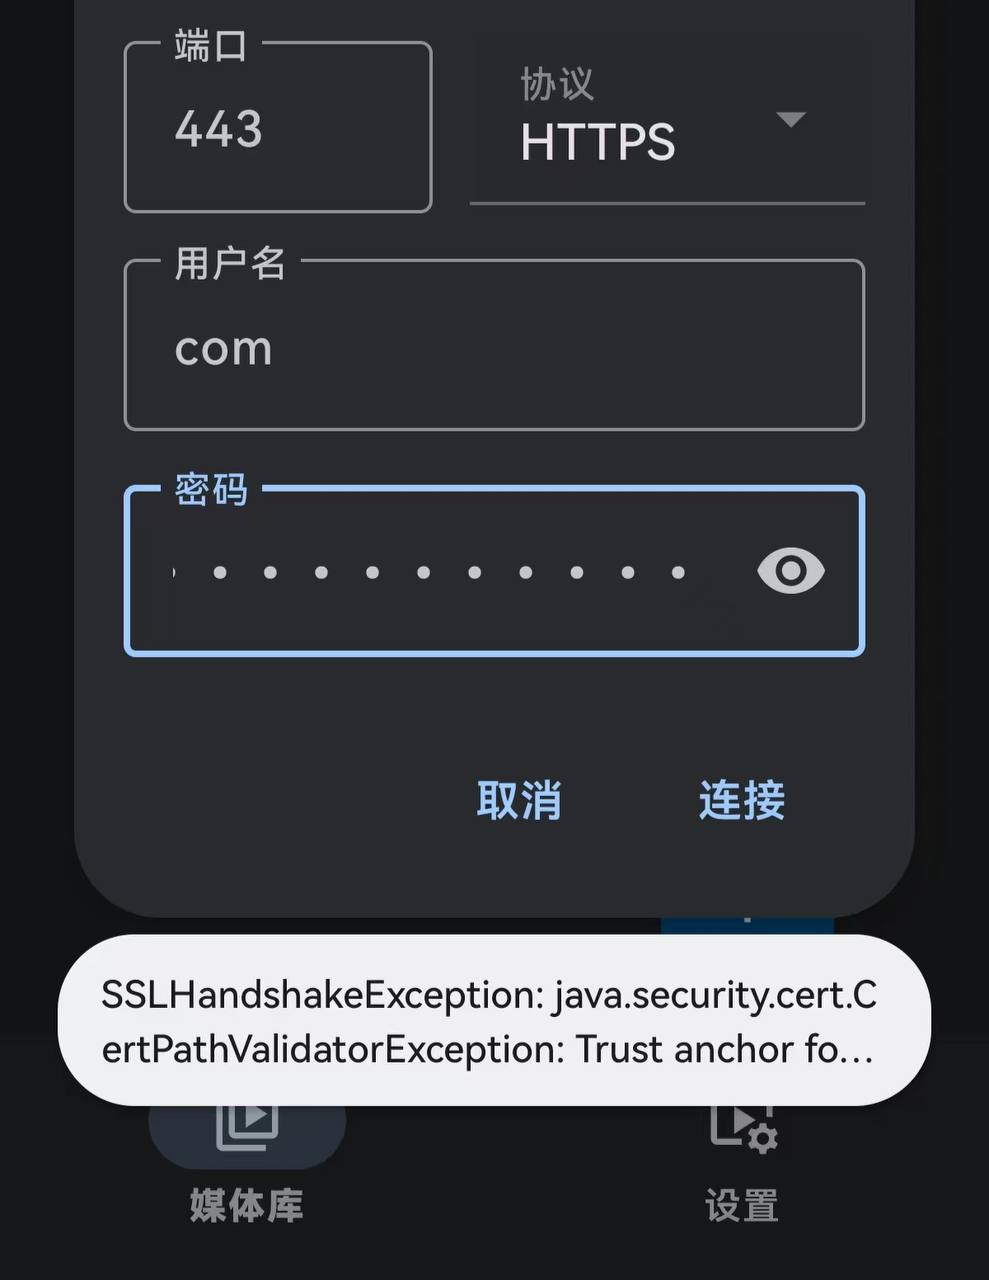 端口
443
协议
HTTPS
用户名
com
密码
取消
连接
SSLHandshakeException: java.security.cert.C
ertPathValidatorException: Trust anchor fo...
媒体库
设置